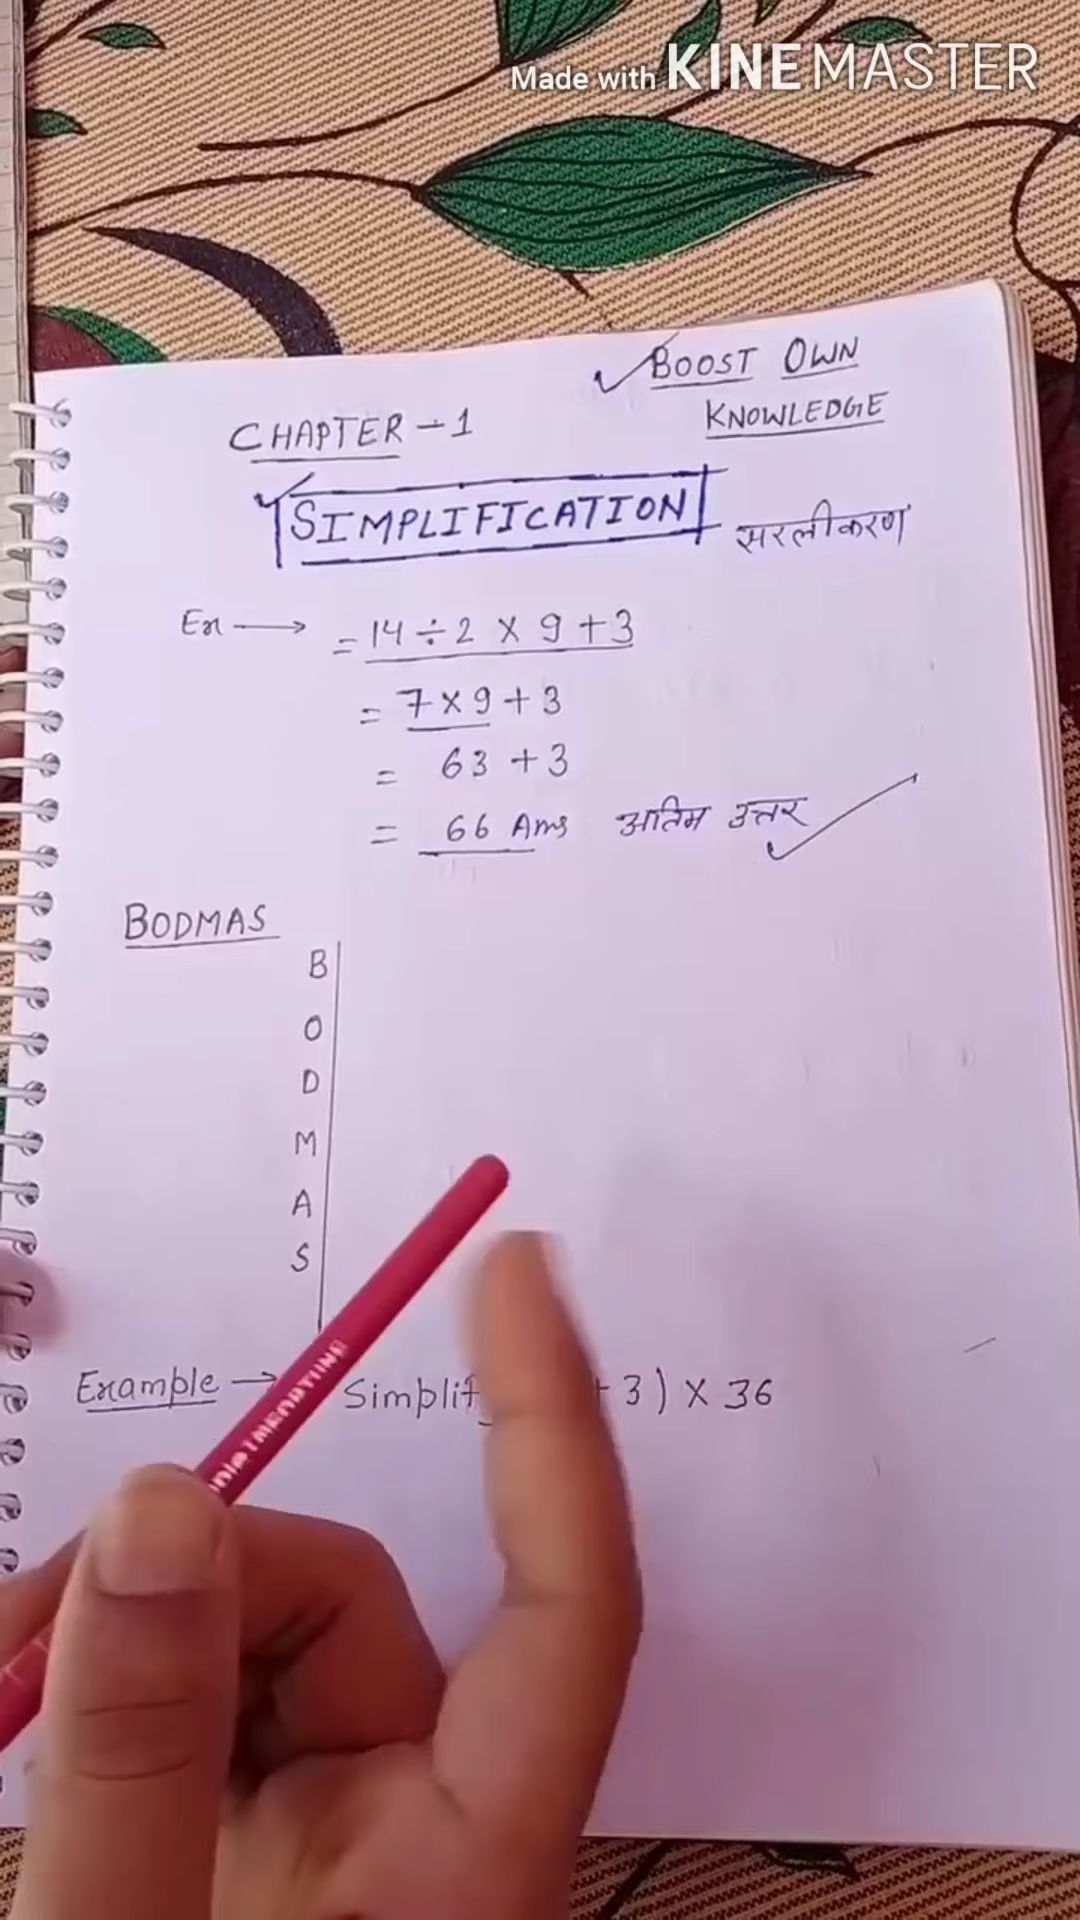 Made with KINEMASTER
BOOST OWN
KNOWLEDGE
CHAPTER - 1
SIMPLIFICATION सरलीकरण
Ex → = 14 ÷ 2 × 9 + 3
= 7 × 9 + 3
= 63 + 3
= 66 Ans अतिम उत्तर
BODMAS
B
O
D
M
A
S
Example → + 3) × 36